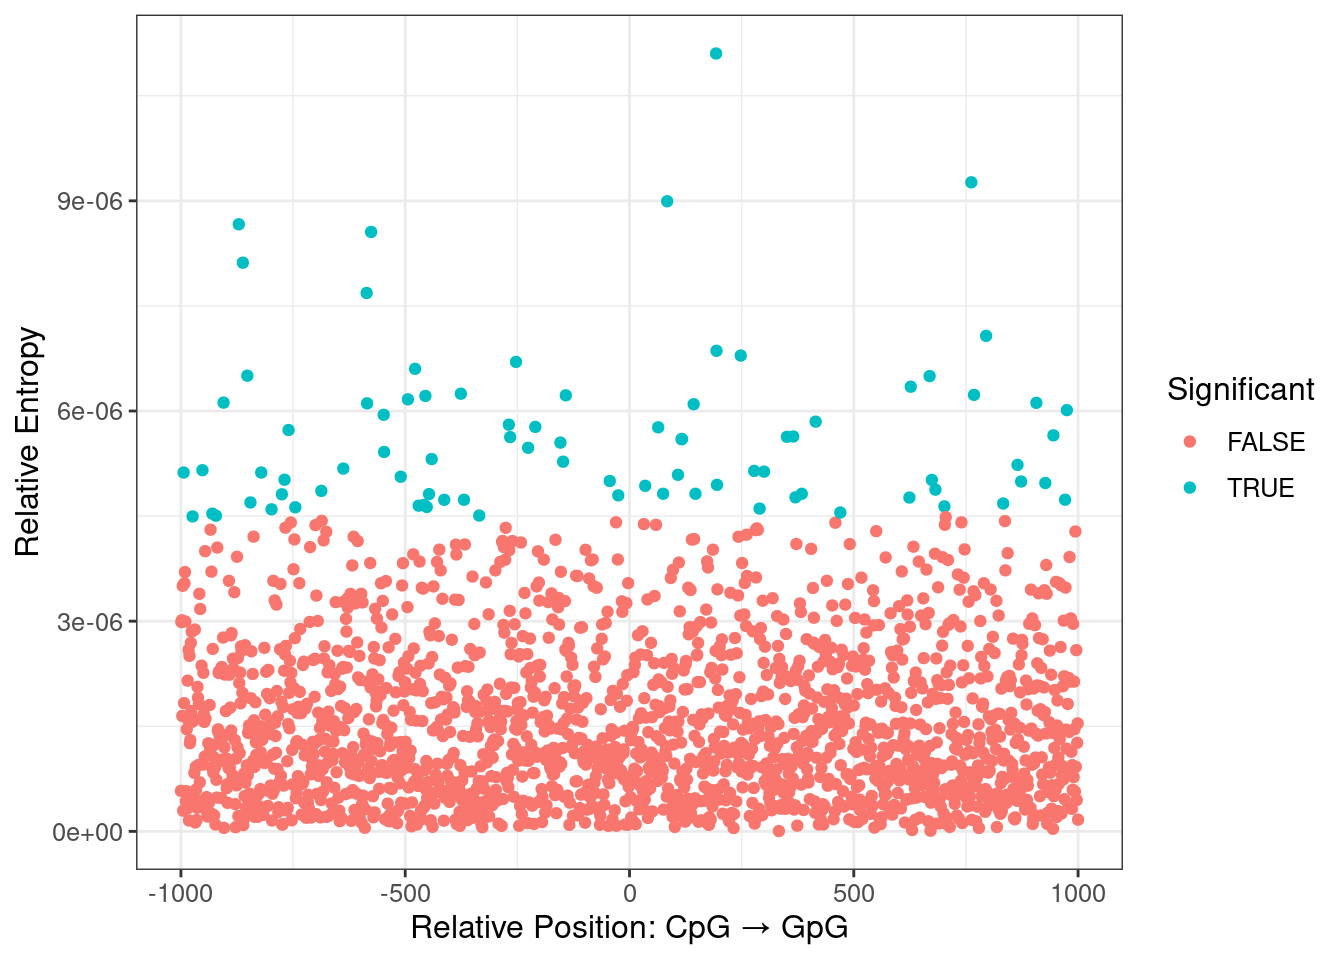 9e-06
6e-06
3e-06
0e+00
Relative Entropy
-1000
-500
0
500
1000
Relative Position: CpG → GpG
Significant
FALSE
TRUE